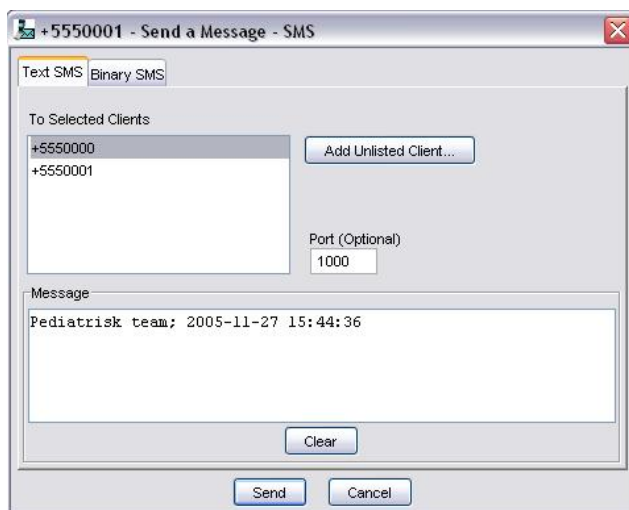 +5550001 - Send a Message - SMS
Text SMS Binary SMS
To Selected Clients
+5550000
+5550001
Add Unlisted Client...
Port (Optional)
1000
Message
Pediatrisk team; 2005-11-27 15:44:36
Clear
Send Cancel